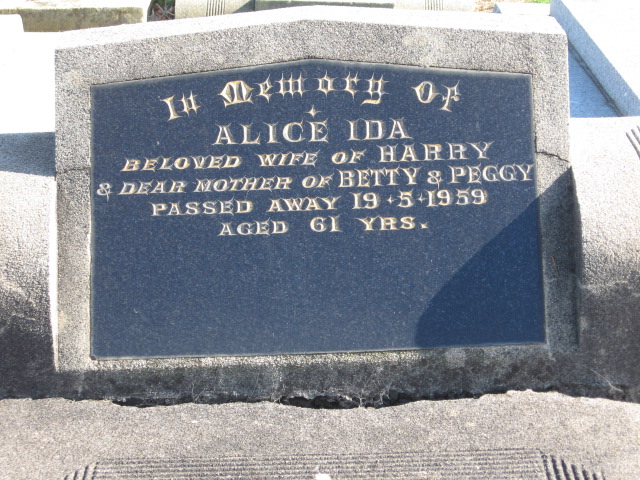 In Memory Of
ALICE IDA
BELOVED WIFE OF HARRY
& DEAR MOTHER OF BETTY & PEGGY
PASSED AWAY 19·5·1959
AGED 61 YRS.